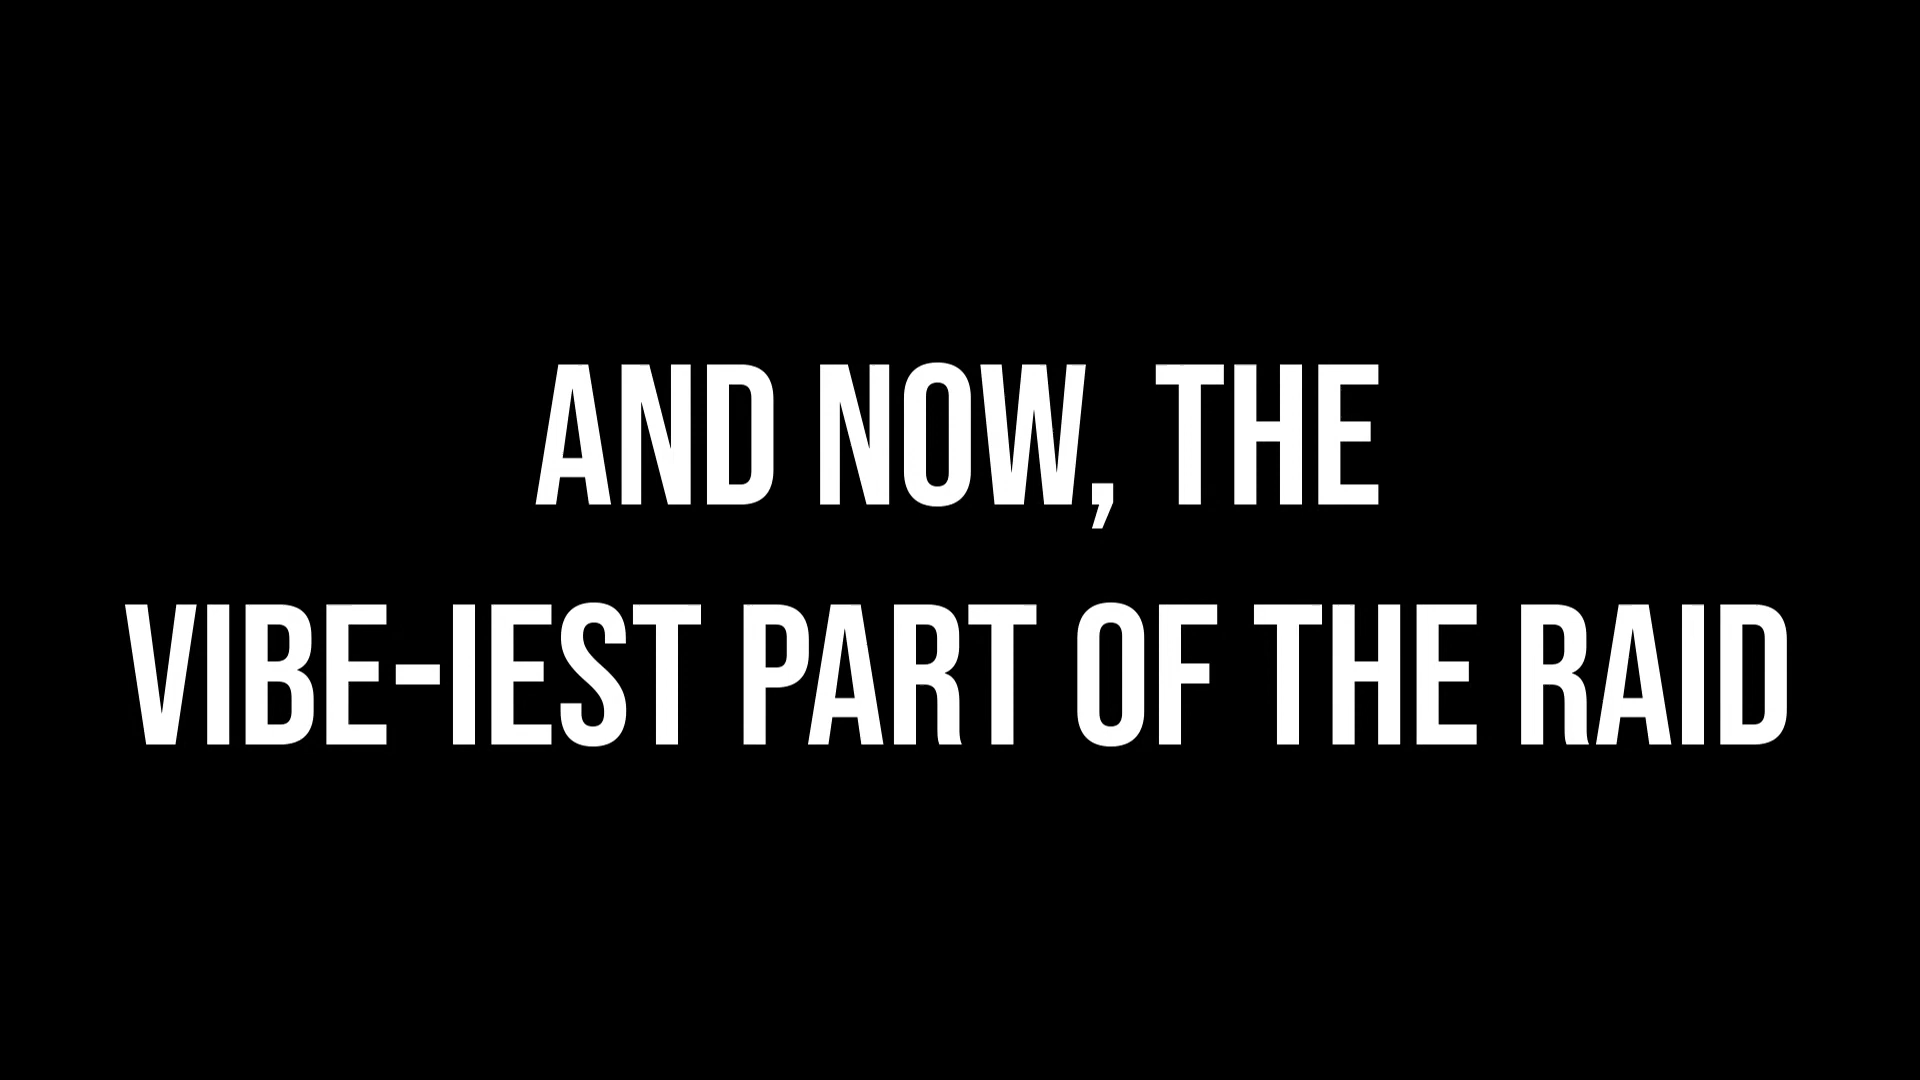 AND NOW, THE
VIBE-IEST PART OF THE RAID